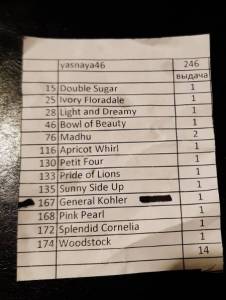 yasnaya46 246
выдача
15 Double Sugar 1
25 Ivory Floradale 1
28 Light and Dreamy 1
46 Bowl of Beauty 1
76 Madhu 2
116 Apricot Whirl 1
130 Petit Four 1
133 Pride of Lions 1
135 Sunny Side Up 1
167 General Kohler 1
168 Pink Pearl 1
172 Splendid Cornelia 1
174 Woodstock 1
14